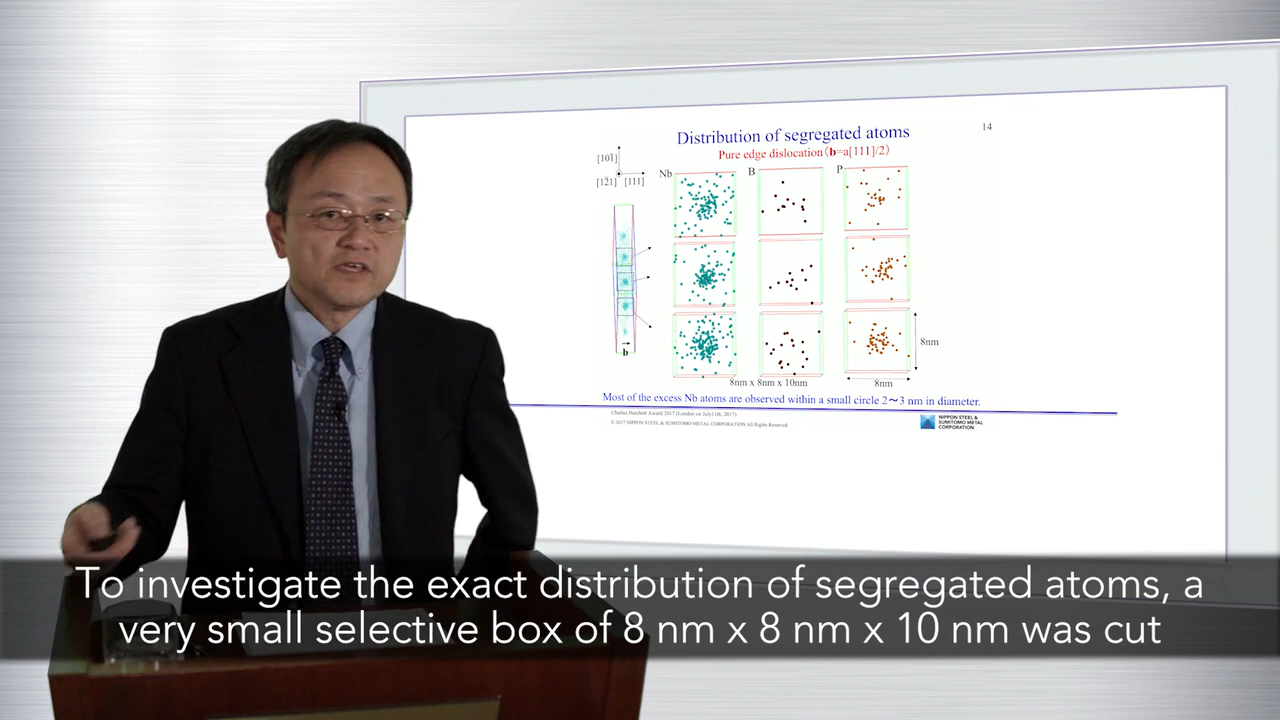 Distribution of segregated atoms
14
Pure edge dislocation (b=a[111]/2)
[101̄]
[12̄1] [111]
Nb
B
P
b
8nm
8nm x 8nm x 10nm
8nm
Most of the excess Nb atoms are observed within a small circle 2～3 nm in diameter.
Charles Hatchett Award 2017 (London on July11th, 2017)
© 2017 NIPPON STEEL & SUMITOMO METAL CORPORATION All Rights Reserved.
NIPPON STEEL &
SUMITOMO METAL
CORPORATION
To investigate the exact distribution of segregated atoms, a
very small selective box of 8 nm x 8 nm x 10 nm was cut